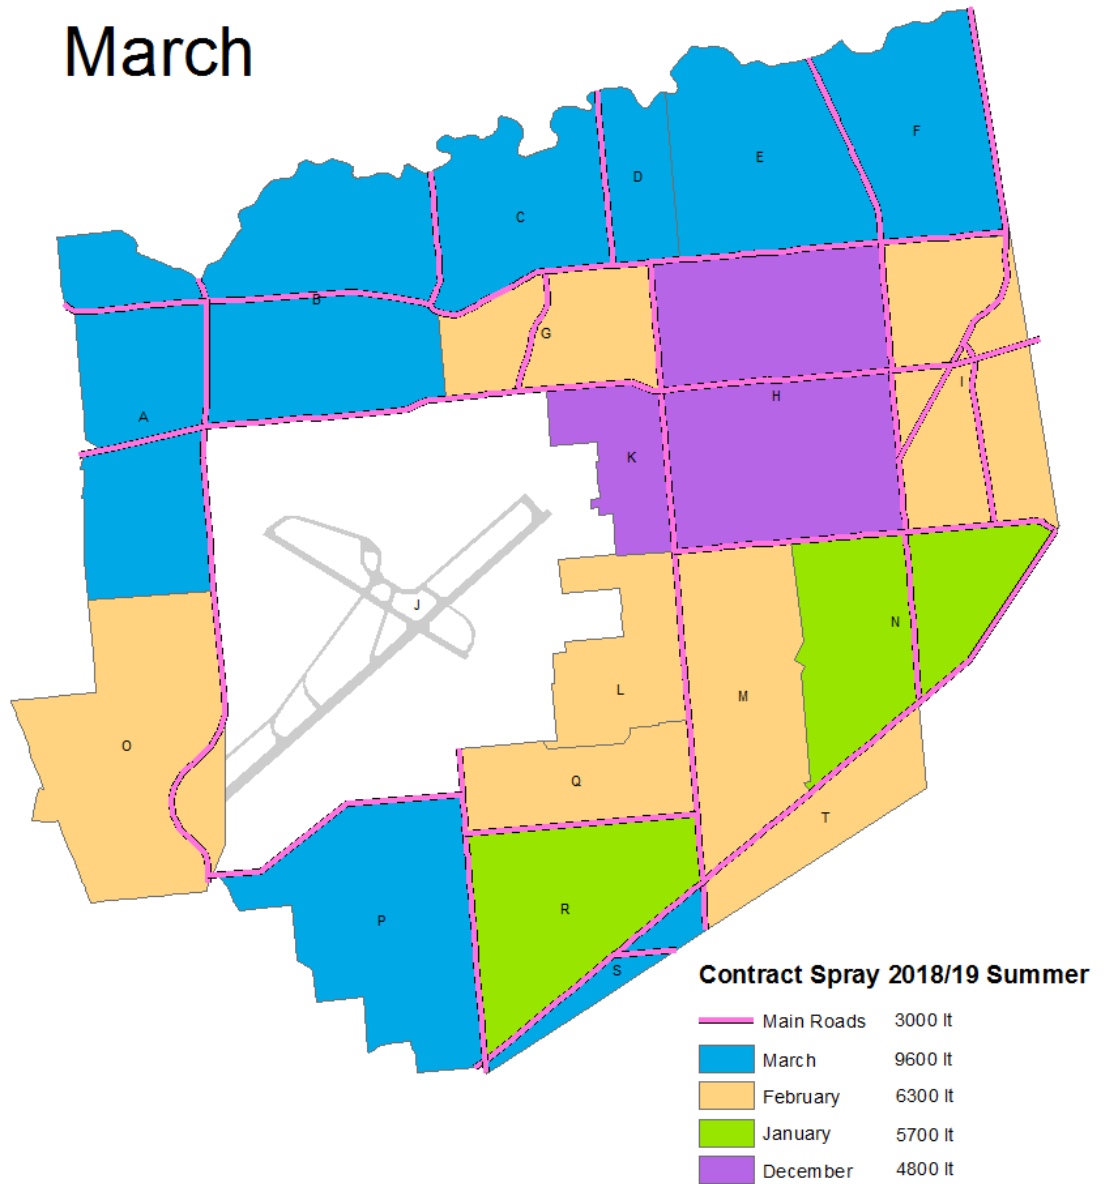 March
F
E
D
C
B
G
I
H
A
K
J
N
L
M
O
Q
T
R
P
S
Contract Spray 2018/19 Summer
Main Roads 3000 lt
March 9600 lt
February 6300 lt
January 5700 lt
December 4800 lt